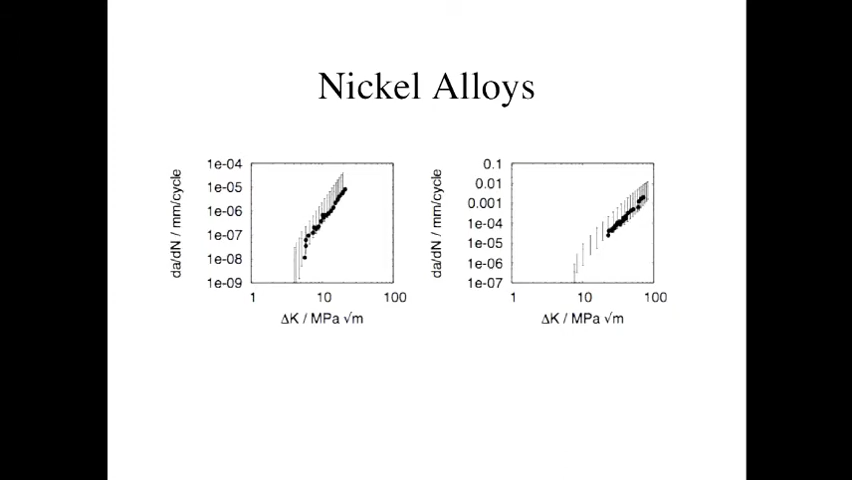 Nickel Alloys
da/dN / mm/cycle
1e-04
1e-05
1e-06
1e-07
1e-08
1e-09
1 10 100
ΔK / MPa √m
da/dN / mm/cycle
0.1
0.01
0.001
1e-04
1e-05
1e-06
1e-07
1 10 100
ΔK / MPa √m